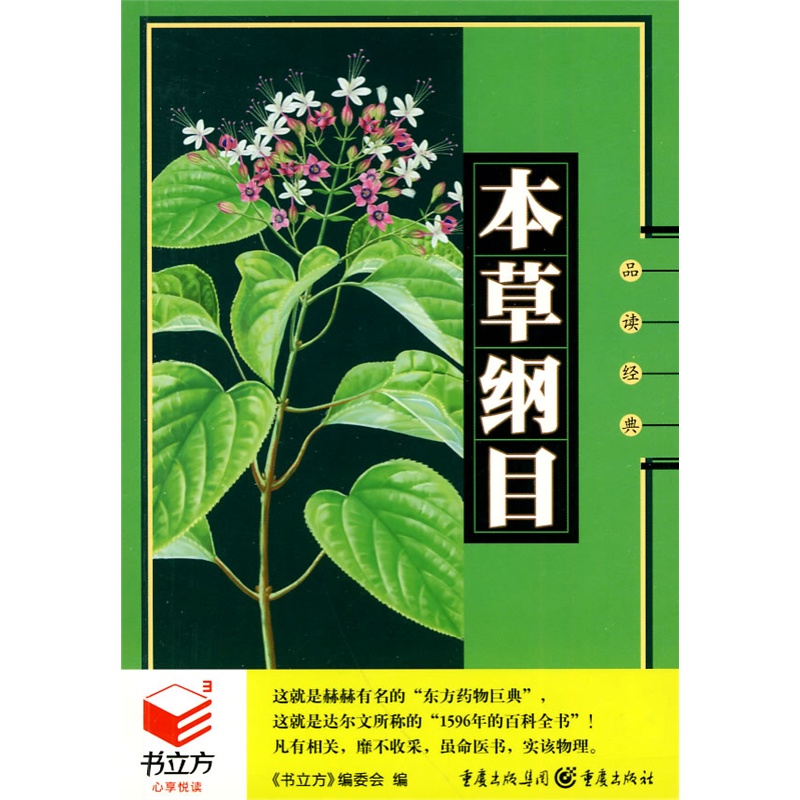 本草纲目
品读经典
3
书立方
心享悦读
这就是赫赫有名的“东方药物巨典”，
这就是达尔文所称的“1596年的百科全书”！
凡有相关，靡不收采，虽命医书，实该物理。
《书立方》编委会 编
重庆出版集团 重庆出版社